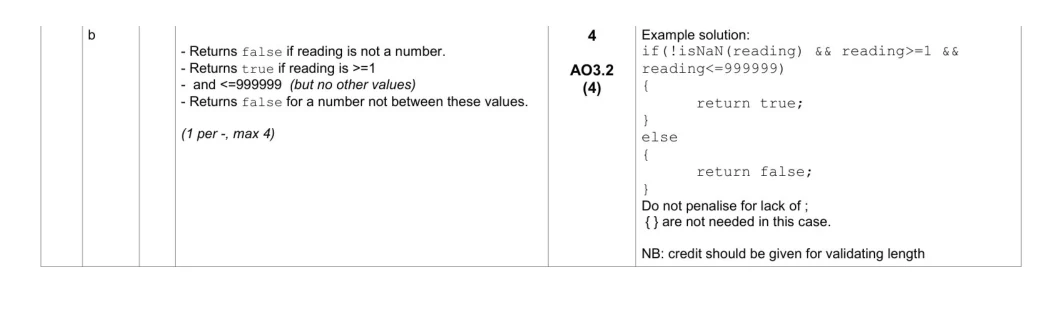 b
- Returns false if reading is not a number.
- Returns true if reading is >=1
- and <=999999 (but no other values)
- Returns false for a number not between these values.
(1 per -, max 4)
4
AO3.2
(4)
Example solution:
if(!isNaN(reading) && reading>=1 &&
reading<=999999)
{
return true;
}
else
{
return false;
}
Do not penalise for lack of ;
{ } are not needed in this case.
NB: credit should be given for validating length